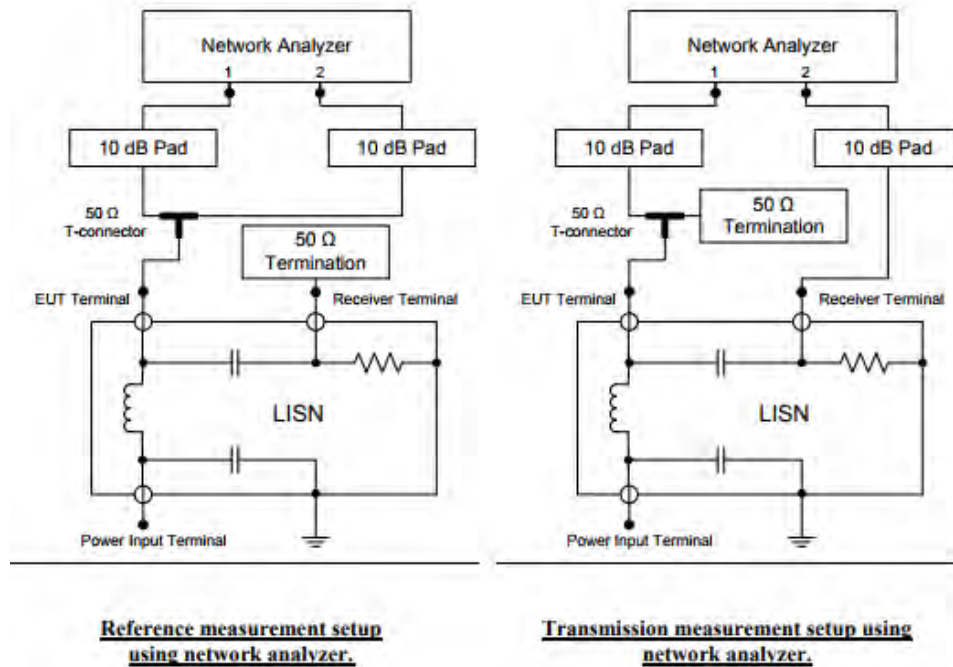 Network Analyzer
1
2
10 dB Pad
10 dB Pad
50 Ω
T-connector
50 Ω
Termination
EUT Terminal
Receiver Terminal
LISN
Power Input Terminal
Reference measurement setup
using network analyzer.
Network Analyzer
1
2
10 dB Pad
10 dB Pad
50 Ω
T-connector
50 Ω
Termination
EUT Terminal
Receiver Terminal
LISN
Power Input Terminal
Transmission measurement setup using
network analyzer.